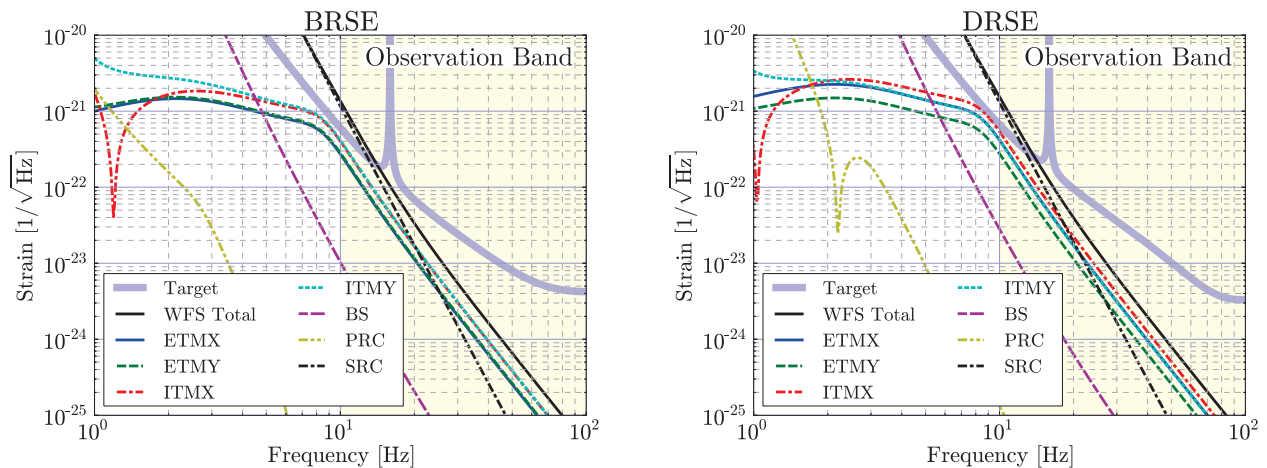 BRSE
10^-20
10^-21
10^-22
10^-23
10^-24
10^-25
Strain [1/√Hz]
Observation Band
Target
WFS Total
ETMX
ETMY
ITMX
ITMY
BS
PRC
SRC
10^0
10^1
10^2
Frequency [Hz]
DRSE
10^-20
10^-21
10^-22
10^-23
10^-24
10^-25
Strain [1/√Hz]
Observation Band
Target
WFS Total
ETMX
ETMY
ITMX
ITMY
BS
PRC
SRC
10^0
10^1
10^2
Frequency [Hz]